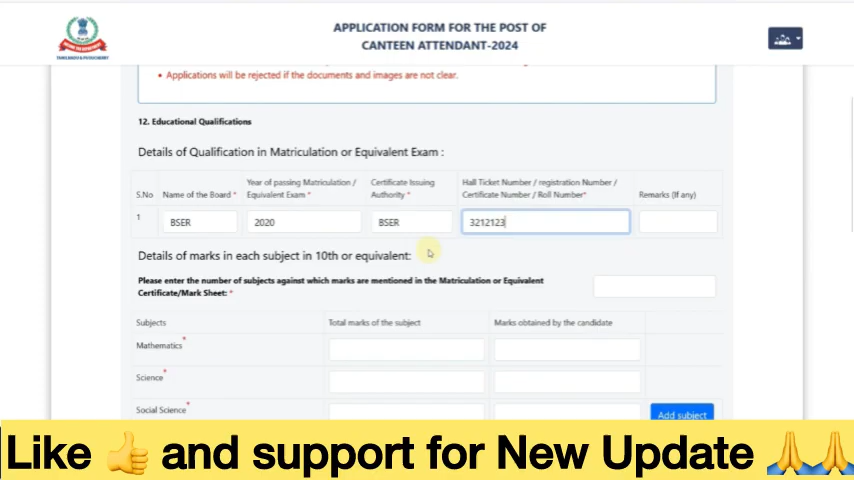 APPLICATION FORM FOR THE POST OF
CANTEEN ATTENDANT-2024
TAMILNADU & PUDUCHERRY
• Applications will be rejected if the documents and images are not clear.
12. Educational Qualifications
Details of Qualification in Matriculation or Equivalent Exam :
S.No
Name of the Board *
Year of passing Matriculation /
Equivalent Exam *
Certificate Issuing
Authority *
Hall Ticket Number / registration Number /
Certificate Number / Roll Number*
Remarks (If any)
1
BSER
2020
BSER
3212123
Details of marks in each subject in 10th or equivalent:
Please enter the number of subjects against which marks are mentioned in the Matriculation or Equivalent
Certificate/Mark Sheet: *
Subjects
Total marks of the subject
Marks obtained by the candidate
Mathematics*
Science*
Social Science*
Add subject
Like 👍 and support for New Update 🙏🙏